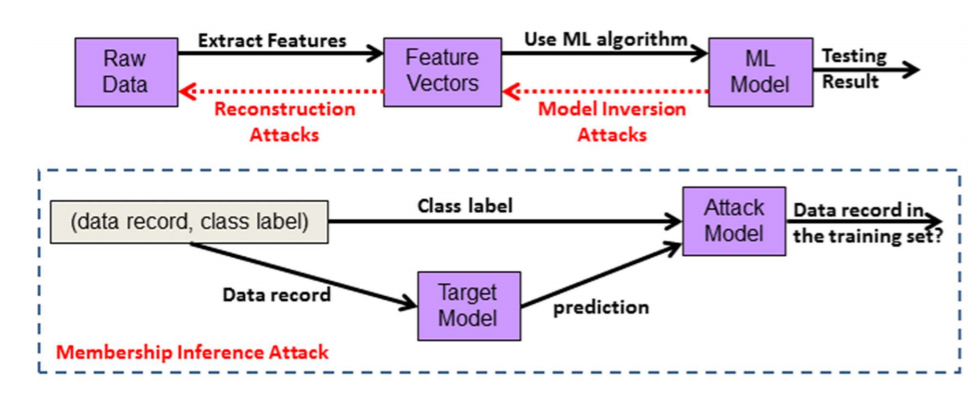 Extract Features
Use ML algorithm
Raw
Data
Feature
Vectors
ML
Model
Testing
Result
Reconstruction
Attacks
Model Inversion
Attacks
(data record, class label)
Class label
Attack
Model
Data record in
the training set?
Data record
Target
Model
prediction
Membership Inference Attack